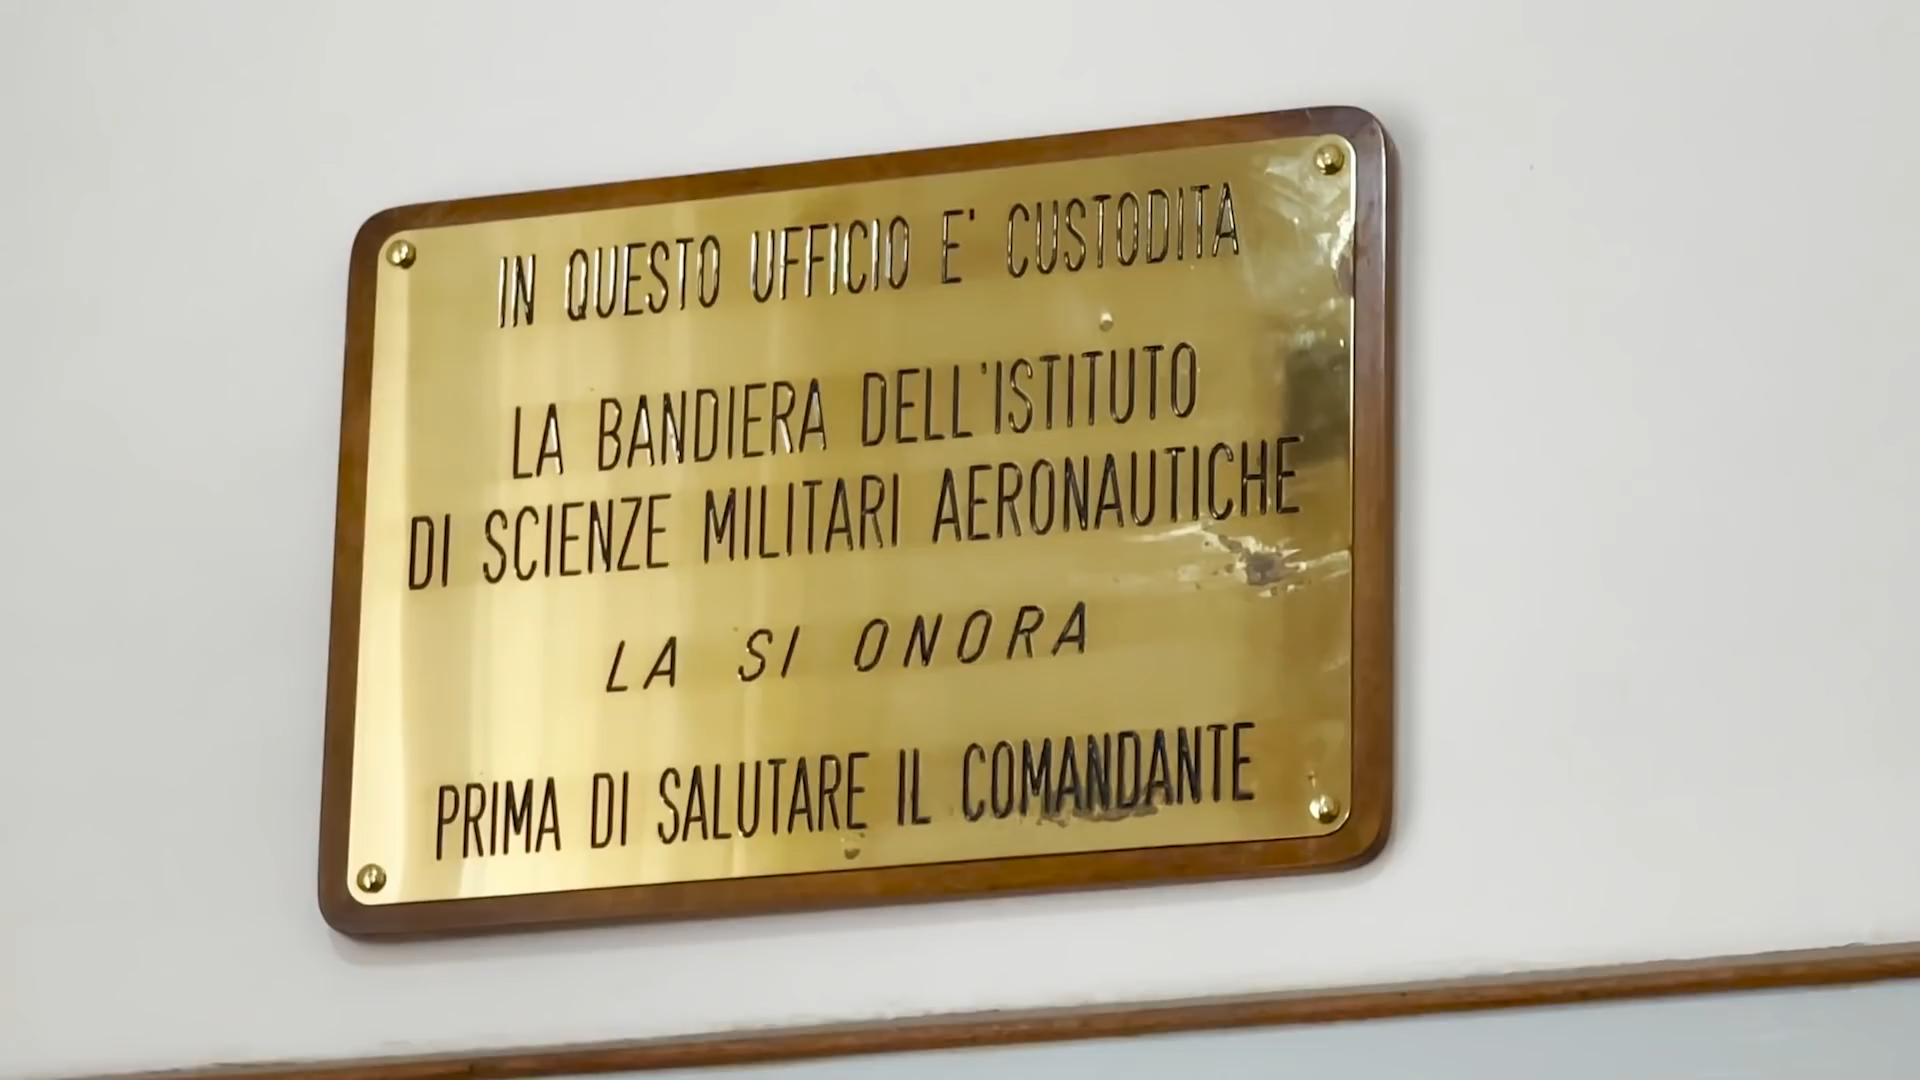 IN QUESTO UFFICIO E' CUSTODITA
LA BANDIERA DELL'ISTITUTO
DI SCIENZE MILITARI AERONAUTICHE
LA SI ONORA
PRIMA DI SALUTARE IL COMANDANTE